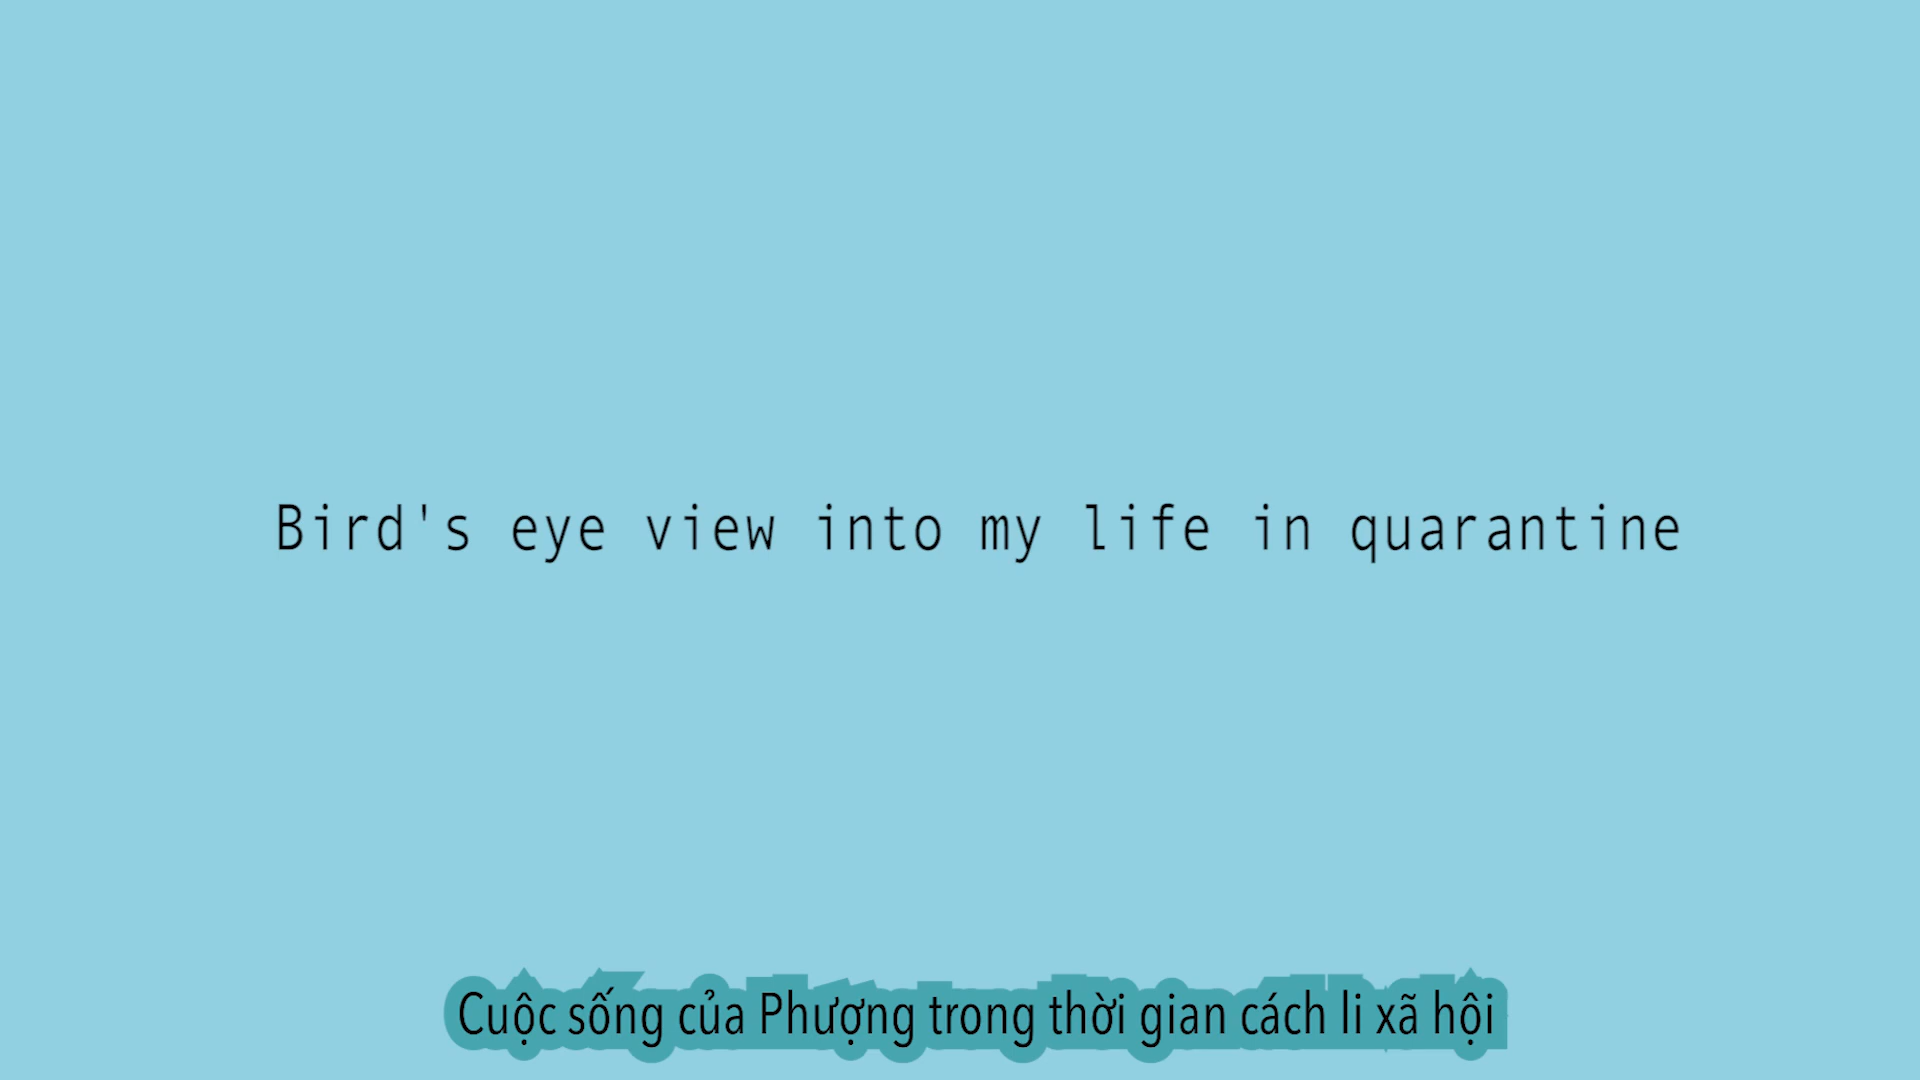 Bird's eye view into my life in quarantine
Cuộc sống của Phượng trong thời gian cách li xã hội